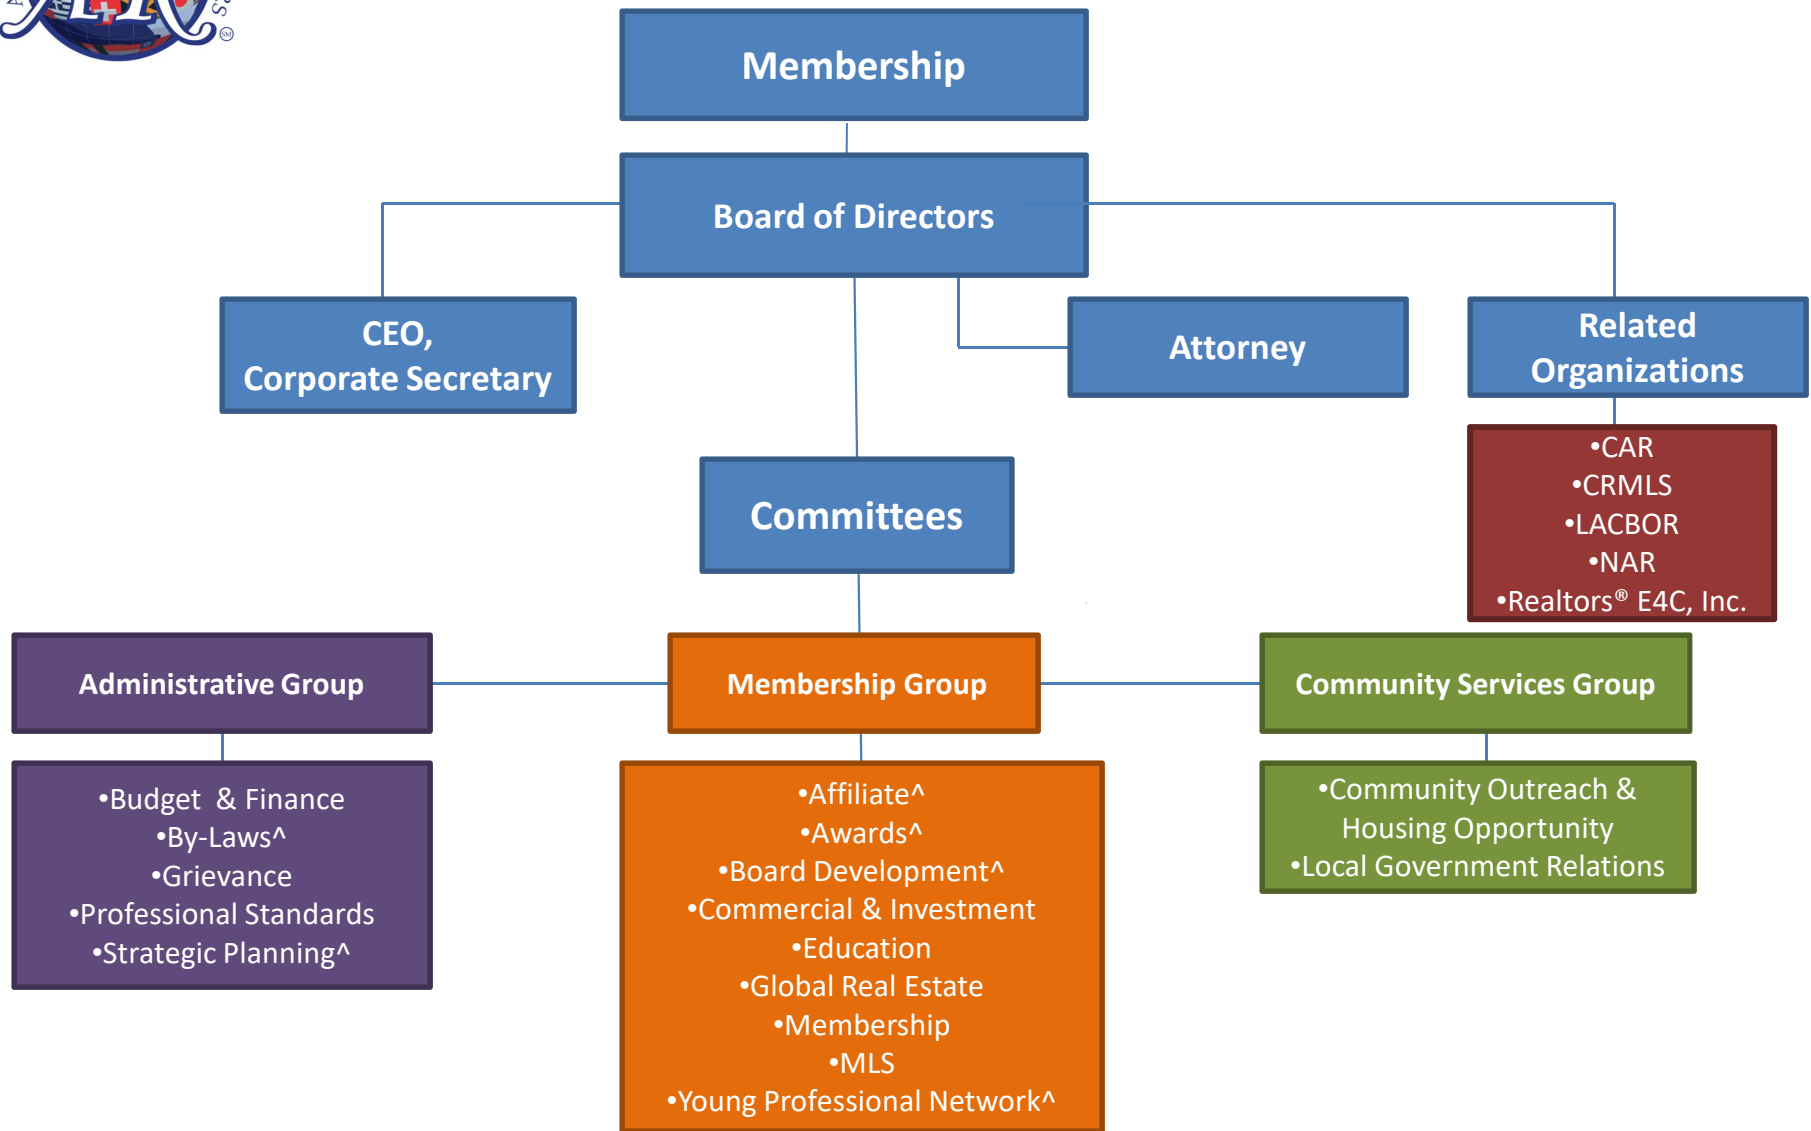 Membership
Board of Directors
CEO,
Corporate Secretary
Attorney
Related
Organizations
•CAR
•CRMLS
•LACBOR
•NAR
•Realtors® E4C, Inc.
Committees
Administrative Group
Membership Group
Community Services Group
•Budget & Finance
•By-Laws^
•Grievance
•Professional Standards
•Strategic Planning^
•Affiliate^
•Awards^
•Board Development^
•Commercial & Investment
•Education
•Global Real Estate
•Membership
•MLS
•Young Professional Network^
•Community Outreach &
Housing Opportunity
•Local Government Relations